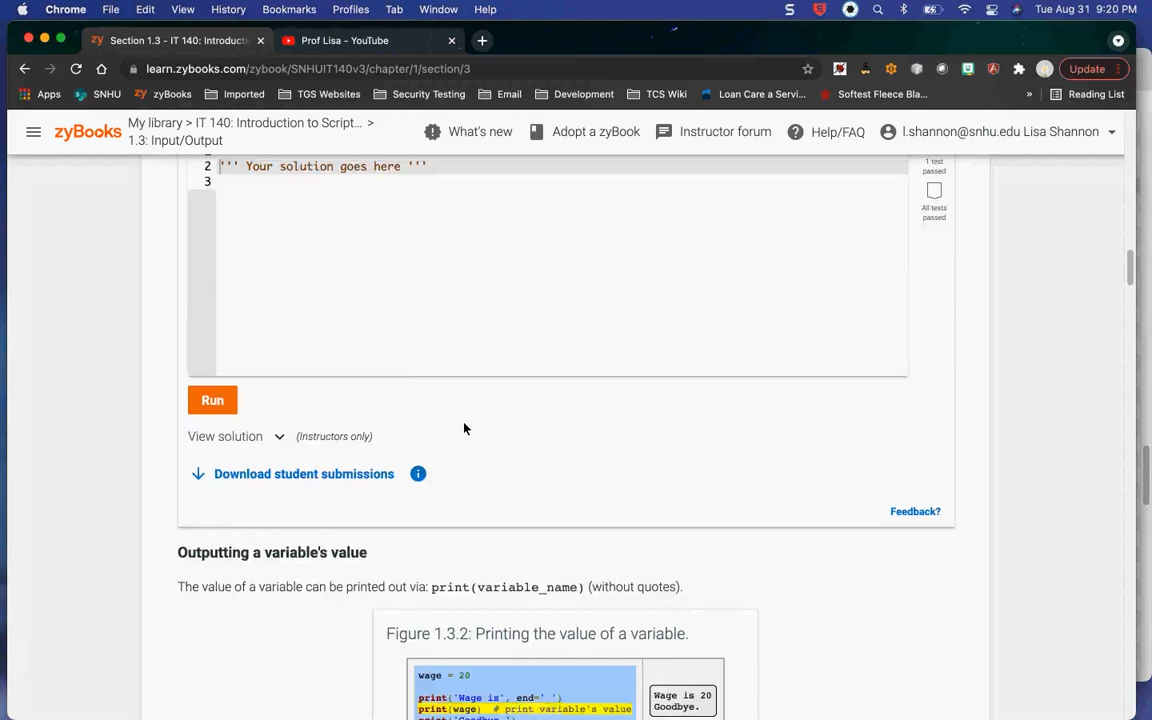 Chrome File Edit View History Bookmarks Profiles Tab Window Help Tue Aug 31 9:20 PM
zy Section 1.3 - IT 140: Introducti Prof Lisa - YouTube
learn.zybooks.com/zybook/SNHUIT140v3/chapter/1/section/3 Update
Apps SNHU zy zyBooks Imported TGS Websites Security Testing Email Development TCS Wiki Loan Care a Servi... Softest Fleece Bla... » Reading List
zyBooks My library > IT 140: Introduction to Script... >
1.3: Input/Output
What's new Adopt a zyBook Instructor forum Help/FAQ l.shannon@snhu.edu Lisa Shannon
2 ''' Your solution goes here '''
3
1 test
passed
All tests
passed
Run
View solution (Instructors only)
Download student submissions
Feedback?
Outputting a variable's value
The value of a variable can be printed out via: print(variable_name) (without quotes).
Figure 1.3.2: Printing the value of a variable.
wage = 20
print('Wage is', end=' ')
print(wage) # print variable's value
print('Goodbye.')
Wage is 20
Goodbye.